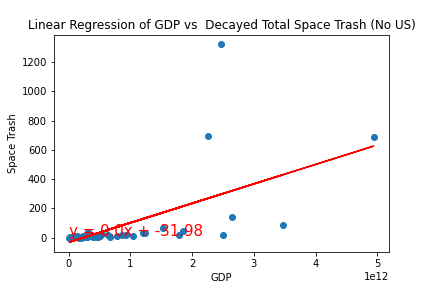 Linear Regression of GDP vs  Decayed Total Space Trash (No US)
1200
1000
800
600
400
200
0
Space Trash
y = 0.0x + -31.98
0
1
2
3
4
5
1e12
GDP